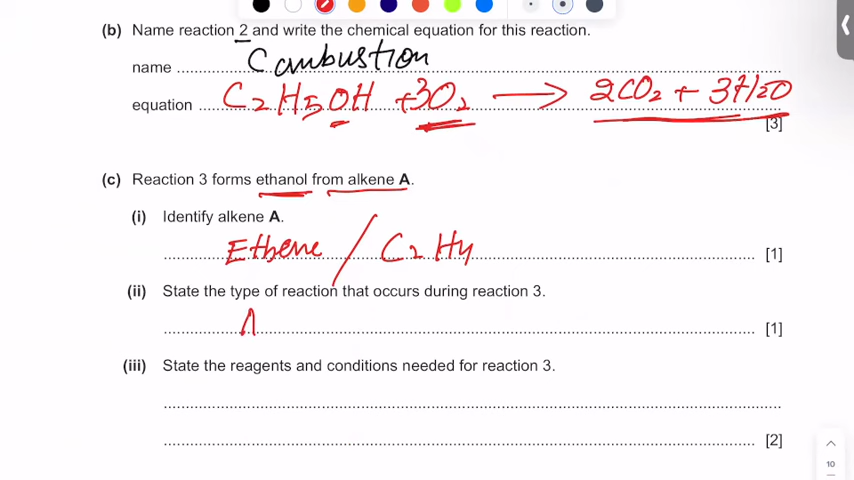 (b) Name reaction 2 and write the chemical equation for this reaction.
name Combustion
equation C2H5OH + 3O2 → 2CO2 + 3H2O
[3]
(c) Reaction 3 forms ethanol from alkene A.
(i) Identify alkene A.
Ethene / C2H4 [1]
(ii) State the type of reaction that occurs during reaction 3.
[1]
(iii) State the reagents and conditions needed for reaction 3.
[2]
10